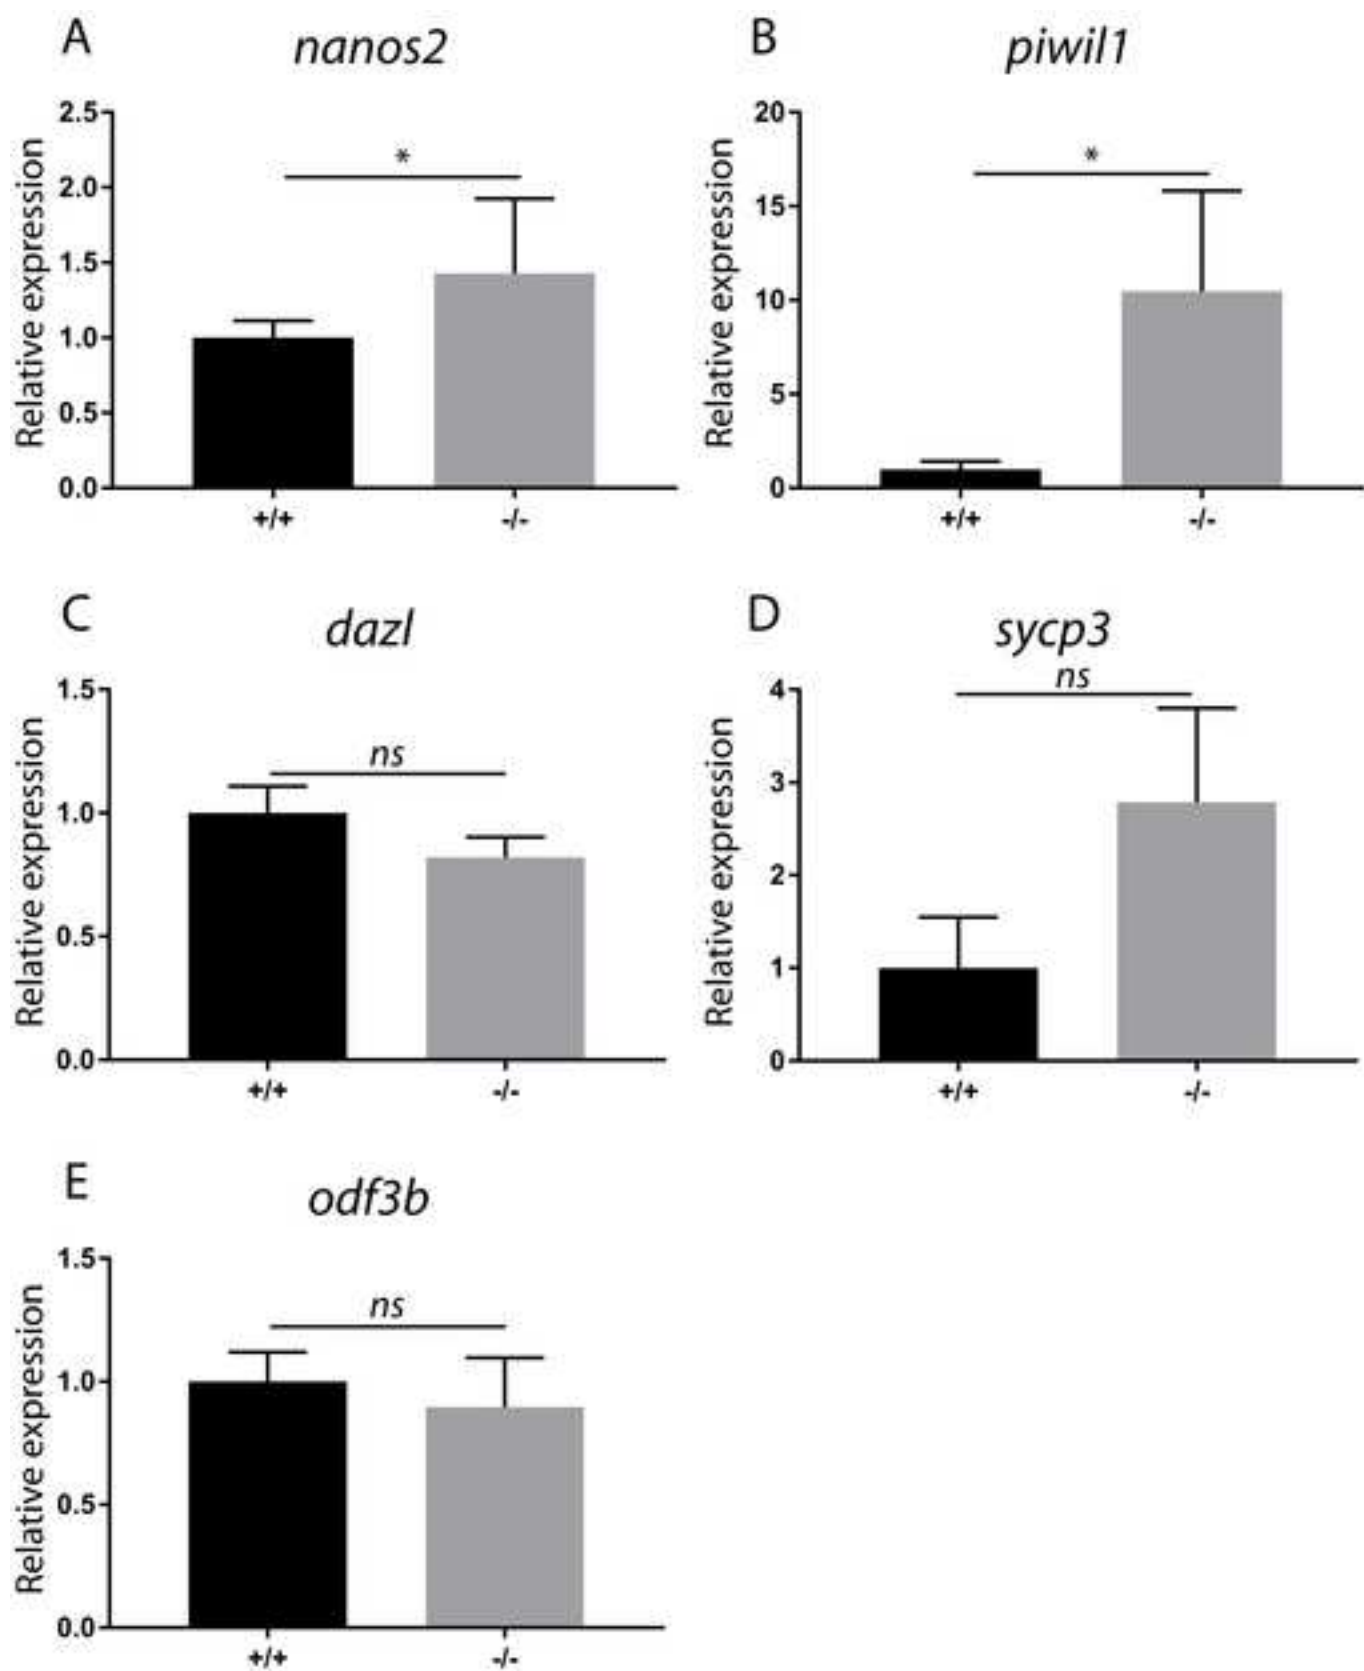 A
nanos2
*
Relative expression
2.5
2.0
1.5
1.0
0.5
0.0
+/+ -/-
B
piwil1
*
Relative expression
20
15
10
5
0
+/+ -/-
C
dazl
ns
Relative expression
1.5
1.0
0.5
0.0
+/+ -/-
D
sycp3
ns
Relative expression
4
3
2
1
0
+/+ -/-
E
odf3b
ns
Relative expression
1.5
1.0
0.5
0.0
+/+ -/-